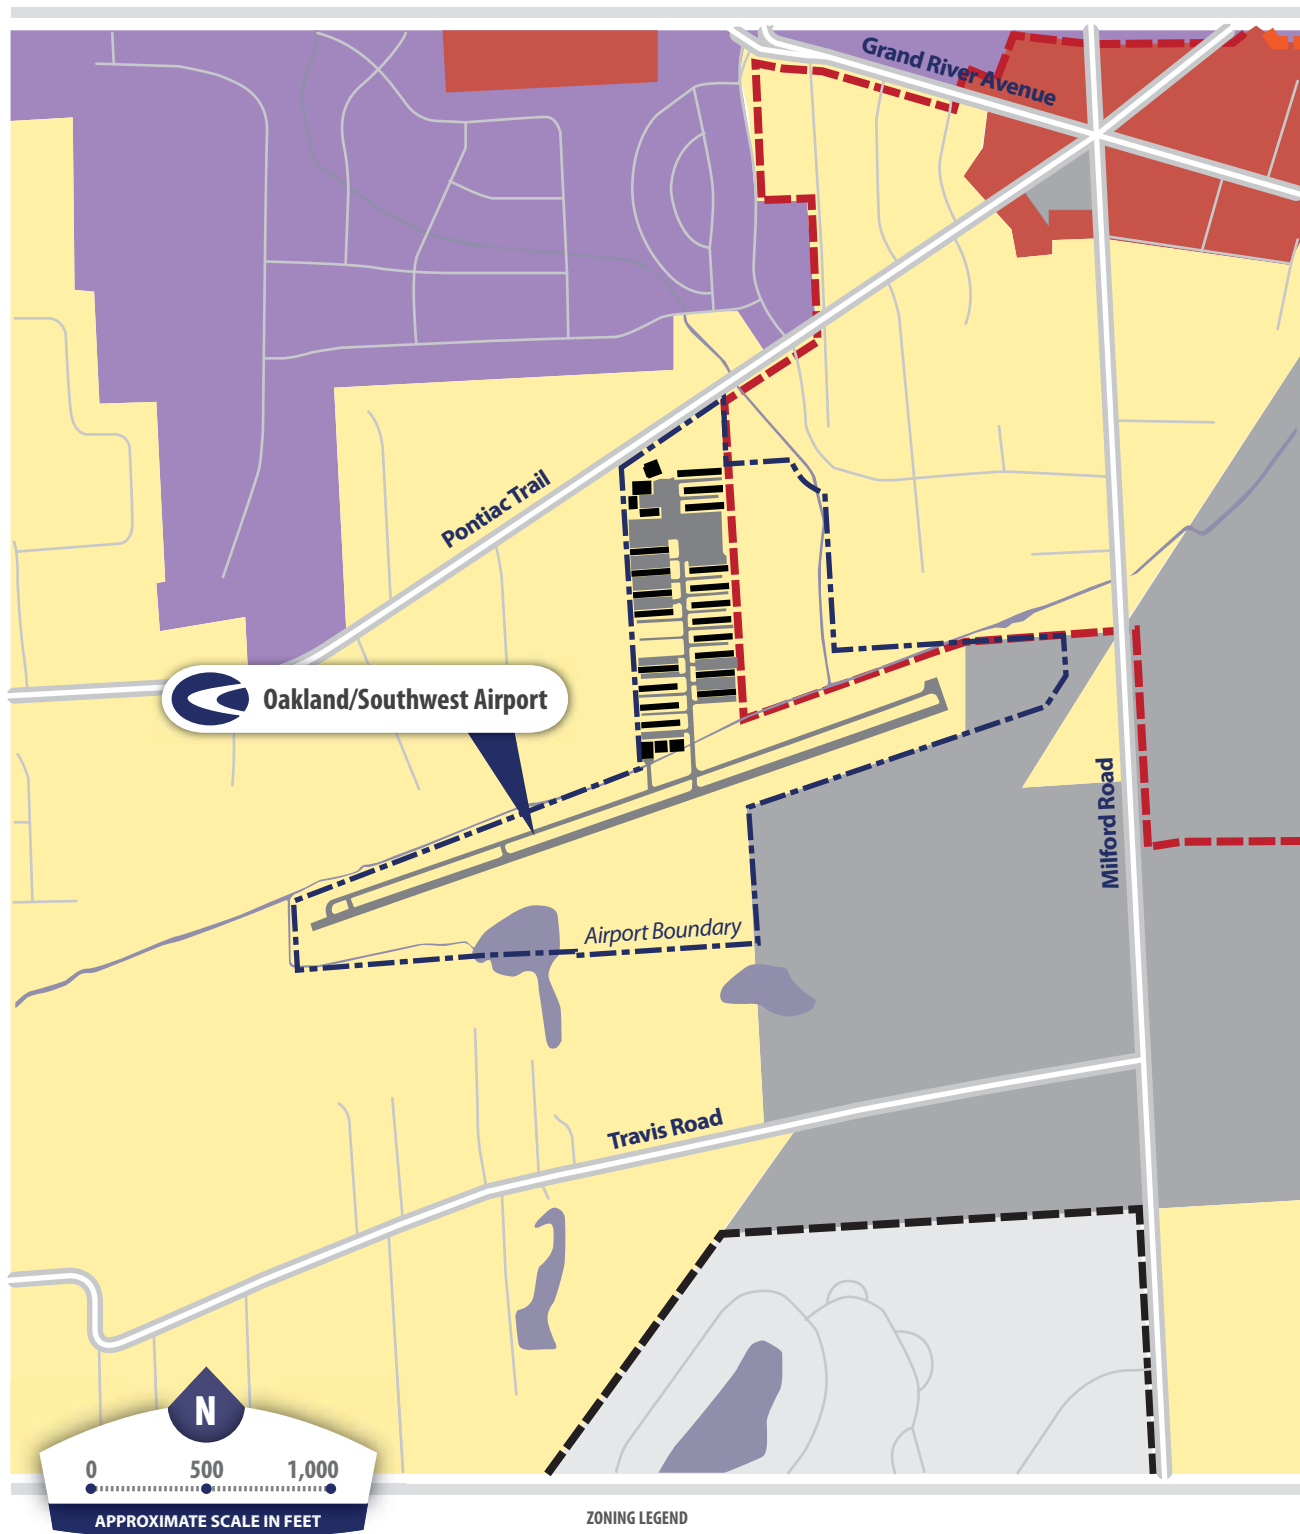 Grand River Avenue
Pontiac Trail
Oakland/Southwest Airport
Milford Road
Airport Boundary
Travis Road
N
0 500 1,000
APPROXIMATE SCALE IN FEET
ZONING LEGEND